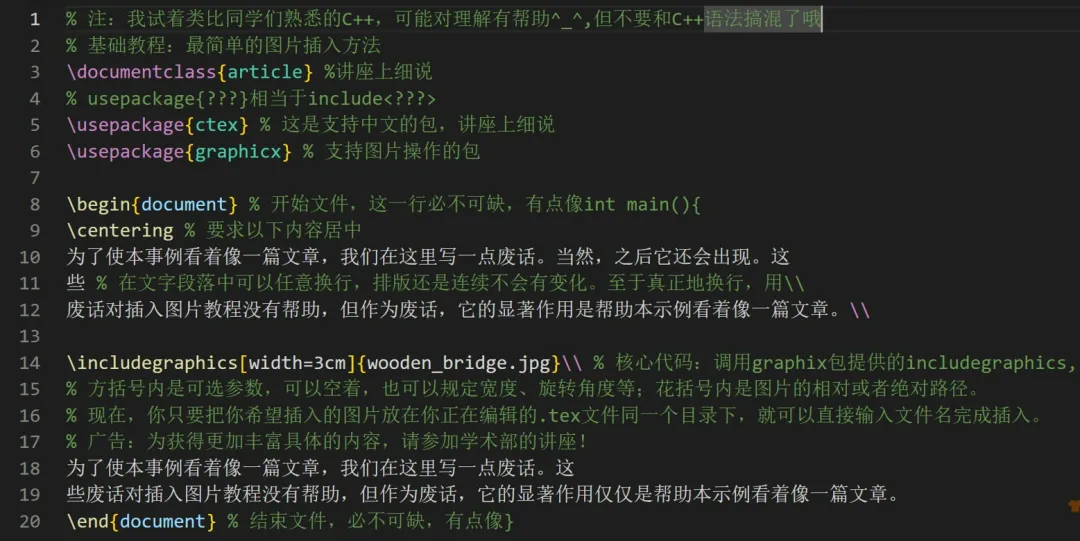 1 % 注：我试着类比同学们熟悉的C++，可能对理解有帮助^_^,但不要和C++语法搞混了哦
2 % 基础教程：最简单的图片插入方法
3 \documentclass{article} %讲座上细说
4 % usepackage{???}相当于include<???>
5 \usepackage{ctex} % 这是支持中文的包，讲座上细说
6 \usepackage{graphicx} % 支持图片操作的包
7
8 \begin{document} % 开始文件，这一行必不可缺，有点像int main(){
9 \centering % 要求以下内容居中
10 为了使本事例看着像一篇文章，我们在这里写一点废话。当然，之后它还会出现。这
11 些 % 在文字段落中可以任意换行，排版还是连续不会有变化。至于真正地换行，用\\
12 废话对插入图片教程没有帮助，但作为废话，它的显著作用是帮助本示例看着像一篇文章。\\
13
14 \includegraphics[width=3cm]{wooden_bridge.jpg}\\ % 核心代码：调用graphix包提供的includegraphics,
15 % 方括号内是可选参数，可以空着，也可以规定宽度、旋转角度等；花括号内是图片的相对或者绝对路径。
16 % 现在，你只要把你希望插入的图片放在你正在编辑的.tex文件同一个目录下，就可以直接输入文件名完成插入。
17 % 广告：为获得更加丰富具体的内容，请参加学术部的讲座！
18 为了使本事例看着像一篇文章，我们在这里写一点废话。这
19 些废话对插入图片教程没有帮助，但作为废话，它的显著作用仅仅是帮助本示例看着像一篇文章。
20 \end{document} % 结束文件，必不可缺，有点像}